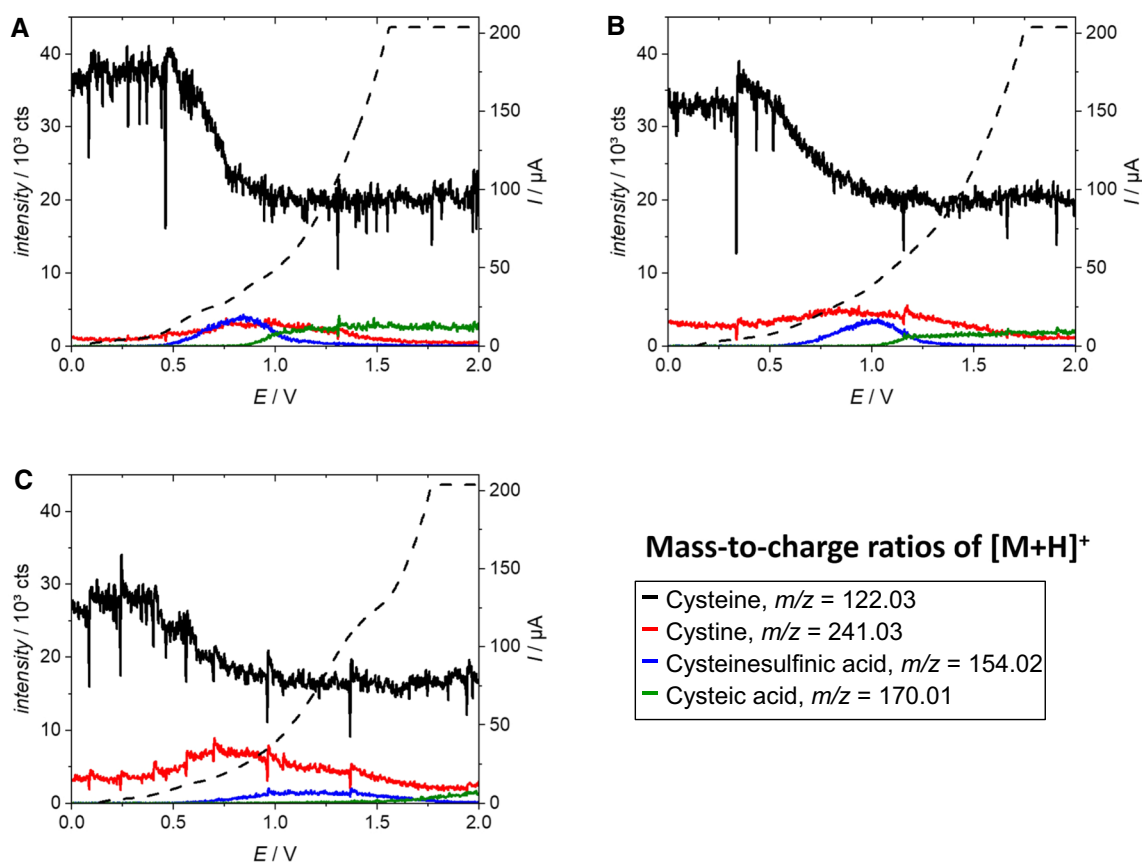 A
40
30
20
10
0
intensity / 10³ cts
200
150
100
50
0
I / µA
0.0 0.5 1.0 1.5 2.0
E / V
B
40
30
20
10
0
intensity / 10³ cts
200
150
100
50
0
I / µA
0.0 0.5 1.0 1.5 2.0
E / V
C
40
30
20
10
0
intensity / 10³ cts
200
150
100
50
0
I / µA
0.0 0.5 1.0 1.5 2.0
E / V
Mass-to-charge ratios of [M+H]⁺
Cysteine, m/z = 122.03
Cystine, m/z = 241.03
Cysteinesulfinic acid, m/z = 154.02
Cysteic acid, m/z = 170.01